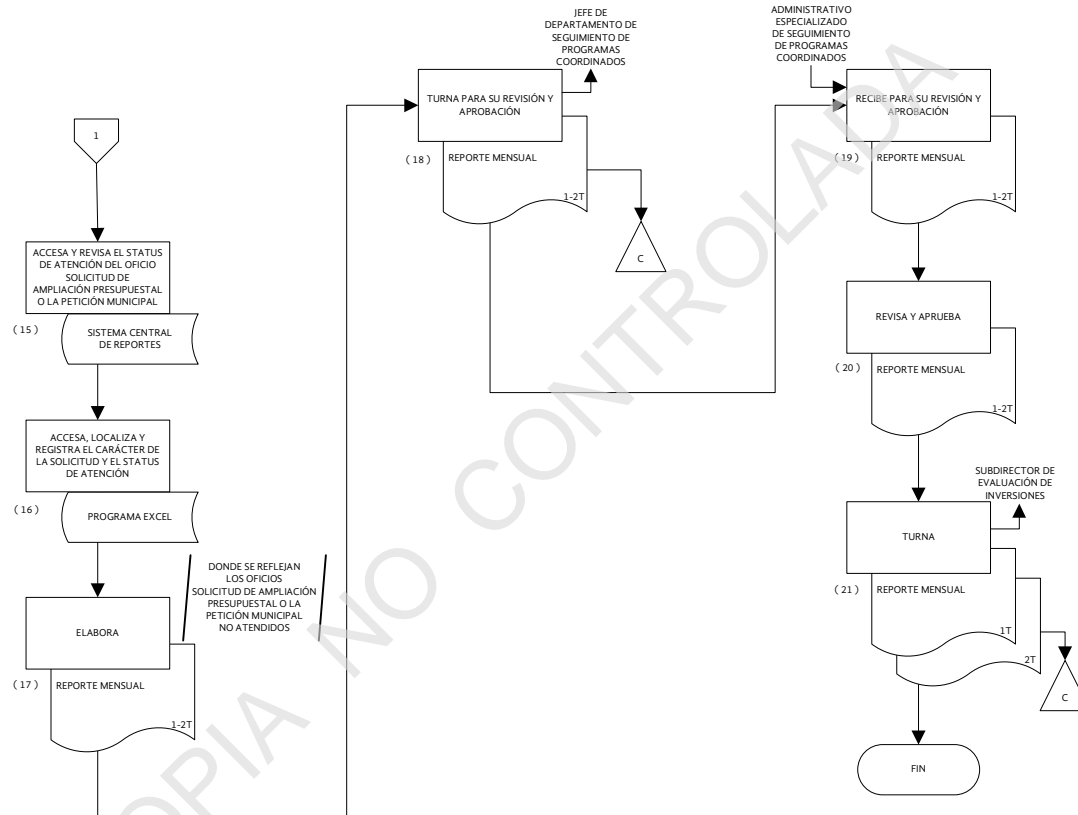 1
ACCESA Y REVISA EL STATUS
DE ATENCIÓN DEL OFICIO
SOLICITUD DE
AMPLIACIÓN PRESUPUESTAL
O LA PETICIÓN MUNICIPAL
(15)
SISTEMA CENTRAL
DE REPORTES
ACCESA, LOCALIZA Y
REGISTRA EL CARÁCTER DE
LA SOLICITUD Y EL STATUS
DE ATENCIÓN
(16)
PROGRAMA EXCEL
DONDE SE REFLEJAN
LOS OFICIOS
SOLICITUD DE AMPLIACIÓN
PRESUPUESTAL O LA
PETICIÓN MUNICIPAL
NO ATENDIDOS
ELABORA
(17)
REPORTE MENSUAL
1-2T
JEFE DE
DEPARTAMENTO DE
SEGUIMIENTO DE
PROGRAMAS
COORDINADOS
TURNA PARA SU REVISIÓN Y
APROBACIÓN
(18)
REPORTE MENSUAL
1-2T
C
ADMINISTRATIVO
ESPECIALIZADO
DE SEGUIMIENTO
DE PROGRAMAS
COORDINADOS
RECIBE PARA SU REVISIÓN Y
APROBACIÓN
(19)
REPORTE MENSUAL
1-2T
REVISA Y APRUEBA
(20)
REPORTE MENSUAL
1-2T
SUBDIRECTOR DE
EVALUACIÓN DE
INVERSIONES
TURNA
(21)
REPORTE MENSUAL
1T
2T
C
FIN
OPIA NO CONTROLADA